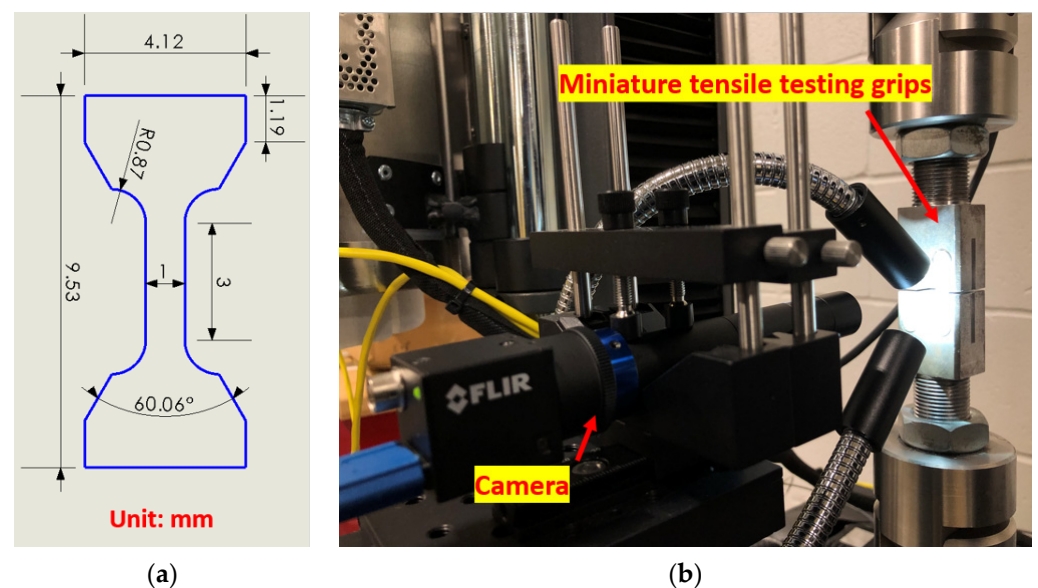 4.12
1.19
R0.87
9.53
1
3
60.06°
Unit: mm
(a)
Miniature tensile testing grips
FLIR
Camera
(b)